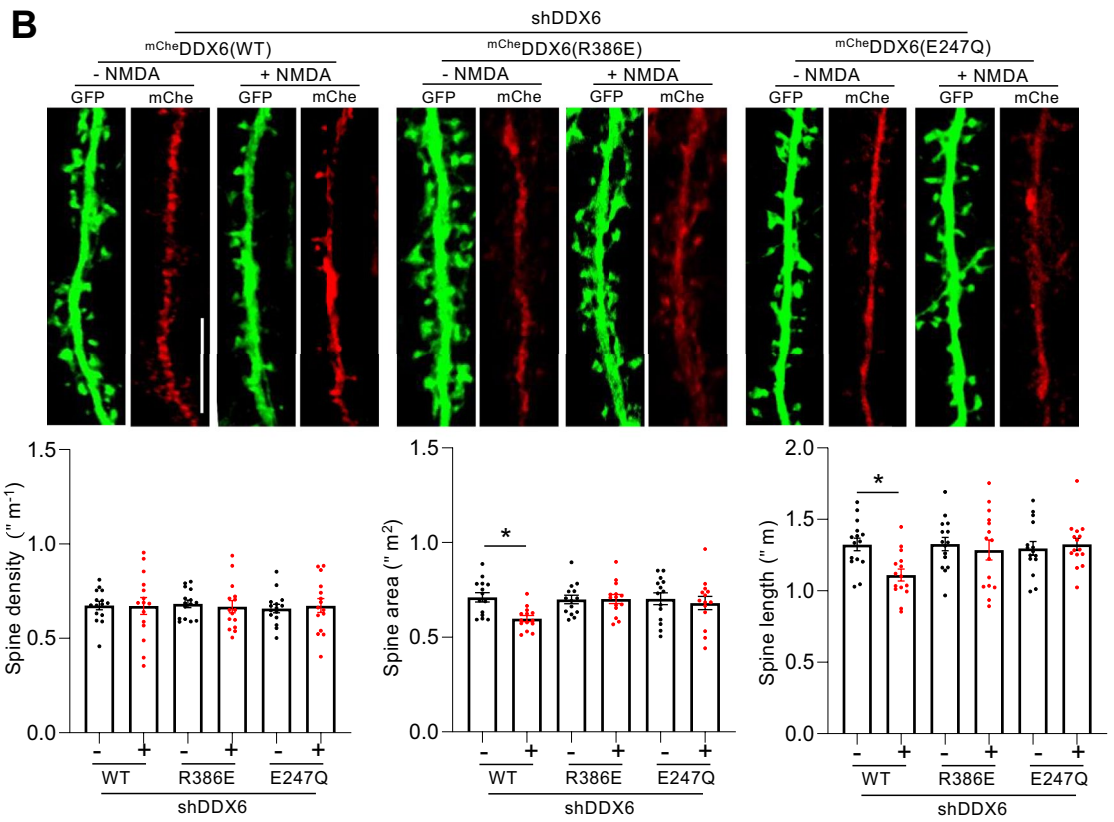 B
shDDX6
mCheDDX6(WT) mCheDDX6(R386E) mCheDDX6(E247Q)
- NMDA + NMDA - NMDA + NMDA - NMDA + NMDA
GFP mChe GFP mChe GFP mChe GFP mChe GFP mChe GFP mChe
Spine density (" m-1)
1.5
1.0
0.5
0.0
- + - + - +
WT R386E E247Q
shDDX6
Spine area (" m2)
1.5
1.0
0.5
0.0
*
- + - + - +
WT R386E E247Q
shDDX6
Spine length (" m)
2.0
1.5
1.0
0.5
0.0
*
- + - + - +
WT R386E E247Q
shDDX6